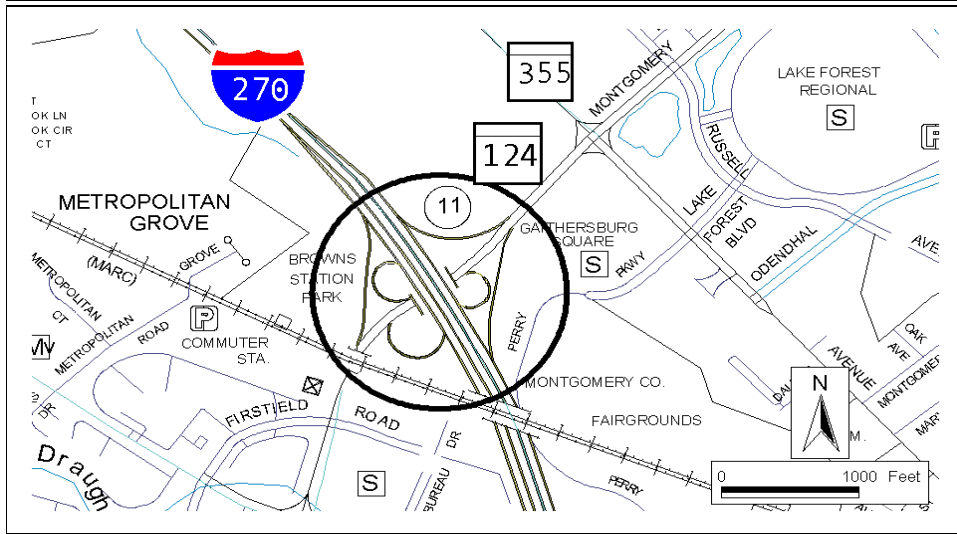 270
355
124
11
MONTGOMERY
LAKE FOREST
REGIONAL
S
T
OK LN
OK CIR
CT
RUSSELL
METROPOLITAN
GROVE
LAKE
FOREST
BLVD
GAITHERSBURG
SQUARE
S
PKWY
ODENDHAL
AVE
(MARC)
GROVE
BROWNS
STATION
PARK
METROPOLITAN
CT
P
COMMUTER
STA.
METROPOLITAN
ROAD
PERRY
OAK
AVE
AVENUE
MONTGOMERY CO.
FAIRGROUNDS
MONTGOM
DR
FIRSTFIELD
ROAD
DR
BUREAU
S
PERRY
N
M.
Draugh
0 1000 Feet